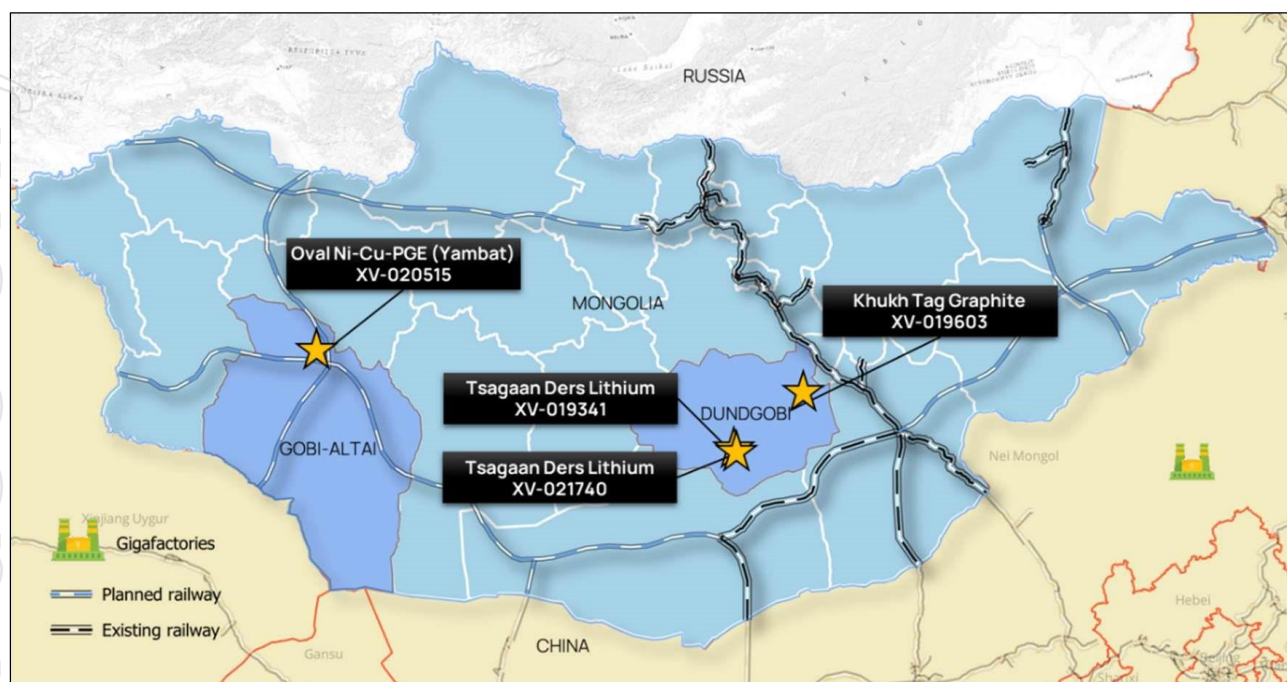 RUSSIA
Oval Ni-Cu-PGE (Yambat)
XV-020515
MONGOLIA
Khukh Tag Graphite
XV-019603
Tsagaan Ders Lithium
XV-019341
DUNDGOBI
GOBI-ALTAI
Tsagaan Ders Lithium
XV-021740
Nei Mongol
Xinjiang Uygur
Gigafactories
Planned railway
Existing railway
CHINA
Gansu
Hebei
Beijing
Shanxi